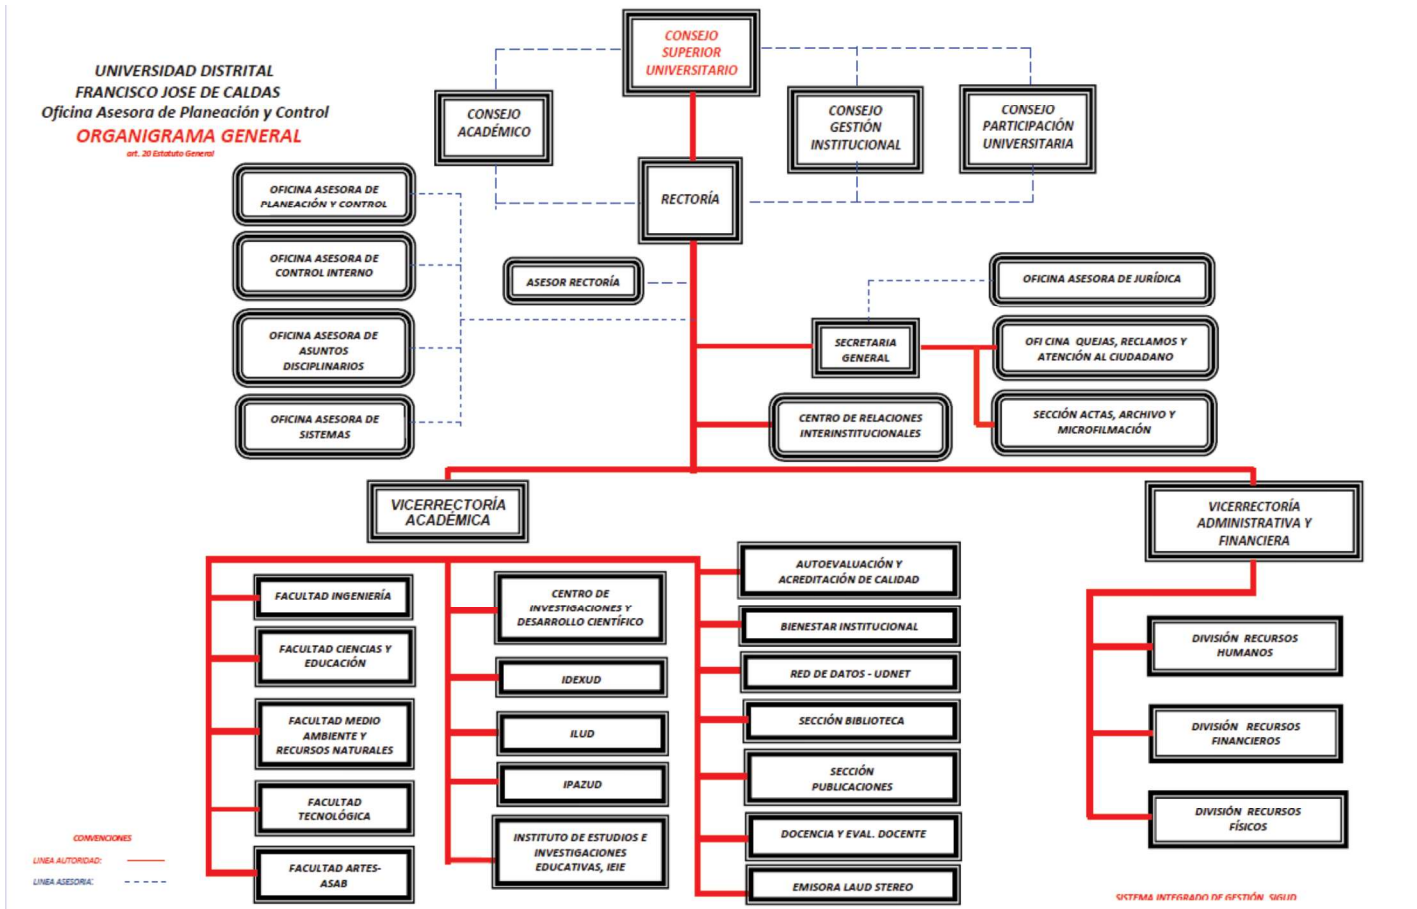 UNIVERSIDAD DISTRITAL
FRANCISCO JOSE DE CALDAS
Oficina Asesora de Planeación y Control
ORGANIGRAMA GENERAL
art. 20 Estatuto General
CONSEJO
SUPERIOR
UNIVERSITARIO
CONSEJO
ACADÉMICO
CONSEJO
GESTIÓN
INSTITUCIONAL
CONSEJO
PARTICIPACIÓN
UNIVERSITARIA
RECTORÍA
OFICINA ASESORA DE
PLANEACIÓN Y CONTROL
OFICINA ASESORA DE
CONTROL INTERNO
OFICINA ASESORA DE
ASUNTOS
DISCIPLINARIOS
OFICINA ASESORA DE
SISTEMAS
ASESOR RECTORÍA
OFICINA ASESORA DE JURÍDICA
SECRETARIA
GENERAL
OFI CINA QUEJAS, RECLAMOS Y
ATENCIÓN AL CIUDADANO
CENTRO DE RELACIONES
INTERINSTITUCIONALES
SECCIÓN ACTAS, ARCHIVO Y
MICROFILMACIÓN
VICERRECTORÍA
ACADÉMICA
VICERRECTORÍA
ADMINISTRATIVA Y
FINANCIERA
FACULTAD INGENIERÍA
FACULTAD CIENCIAS Y
EDUCACIÓN
FACULTAD MEDIO
AMBIENTE Y
RECURSOS NATURALES
FACULTAD
TECNOLÓGICA
FACULTAD ARTES-
ASAB
CENTRO DE
INVESTIGACIONES Y
DESARROLLO CIENTÍFICO
IDEXUD
ILUD
IPAZUD
INSTITUTO DE ESTUDIOS E
INVESTIGACIONES
EDUCATIVAS, IEIE
AUTOEVALUACIÓN Y
ACREDITACIÓN DE CALIDAD
BIENESTAR INSTITUCIONAL
RED DE DATOS - UDNET
SECCIÓN BIBLIOTECA
SECCIÓN
PUBLICACIONES
DOCENCIA Y EVAL. DOCENTE
EMISORA LAUD STEREO
DIVISIÓN RECURSOS
HUMANOS
DIVISIÓN RECURSOS
FINANCIEROS
DIVISIÓN RECURSOS
FÍSICOS
CONVENCIONES
LINEA AUTORIDAD:
LINEA ASESORIA:
SISTEMA INTEGRADO DE GESTIÓN SIGUD